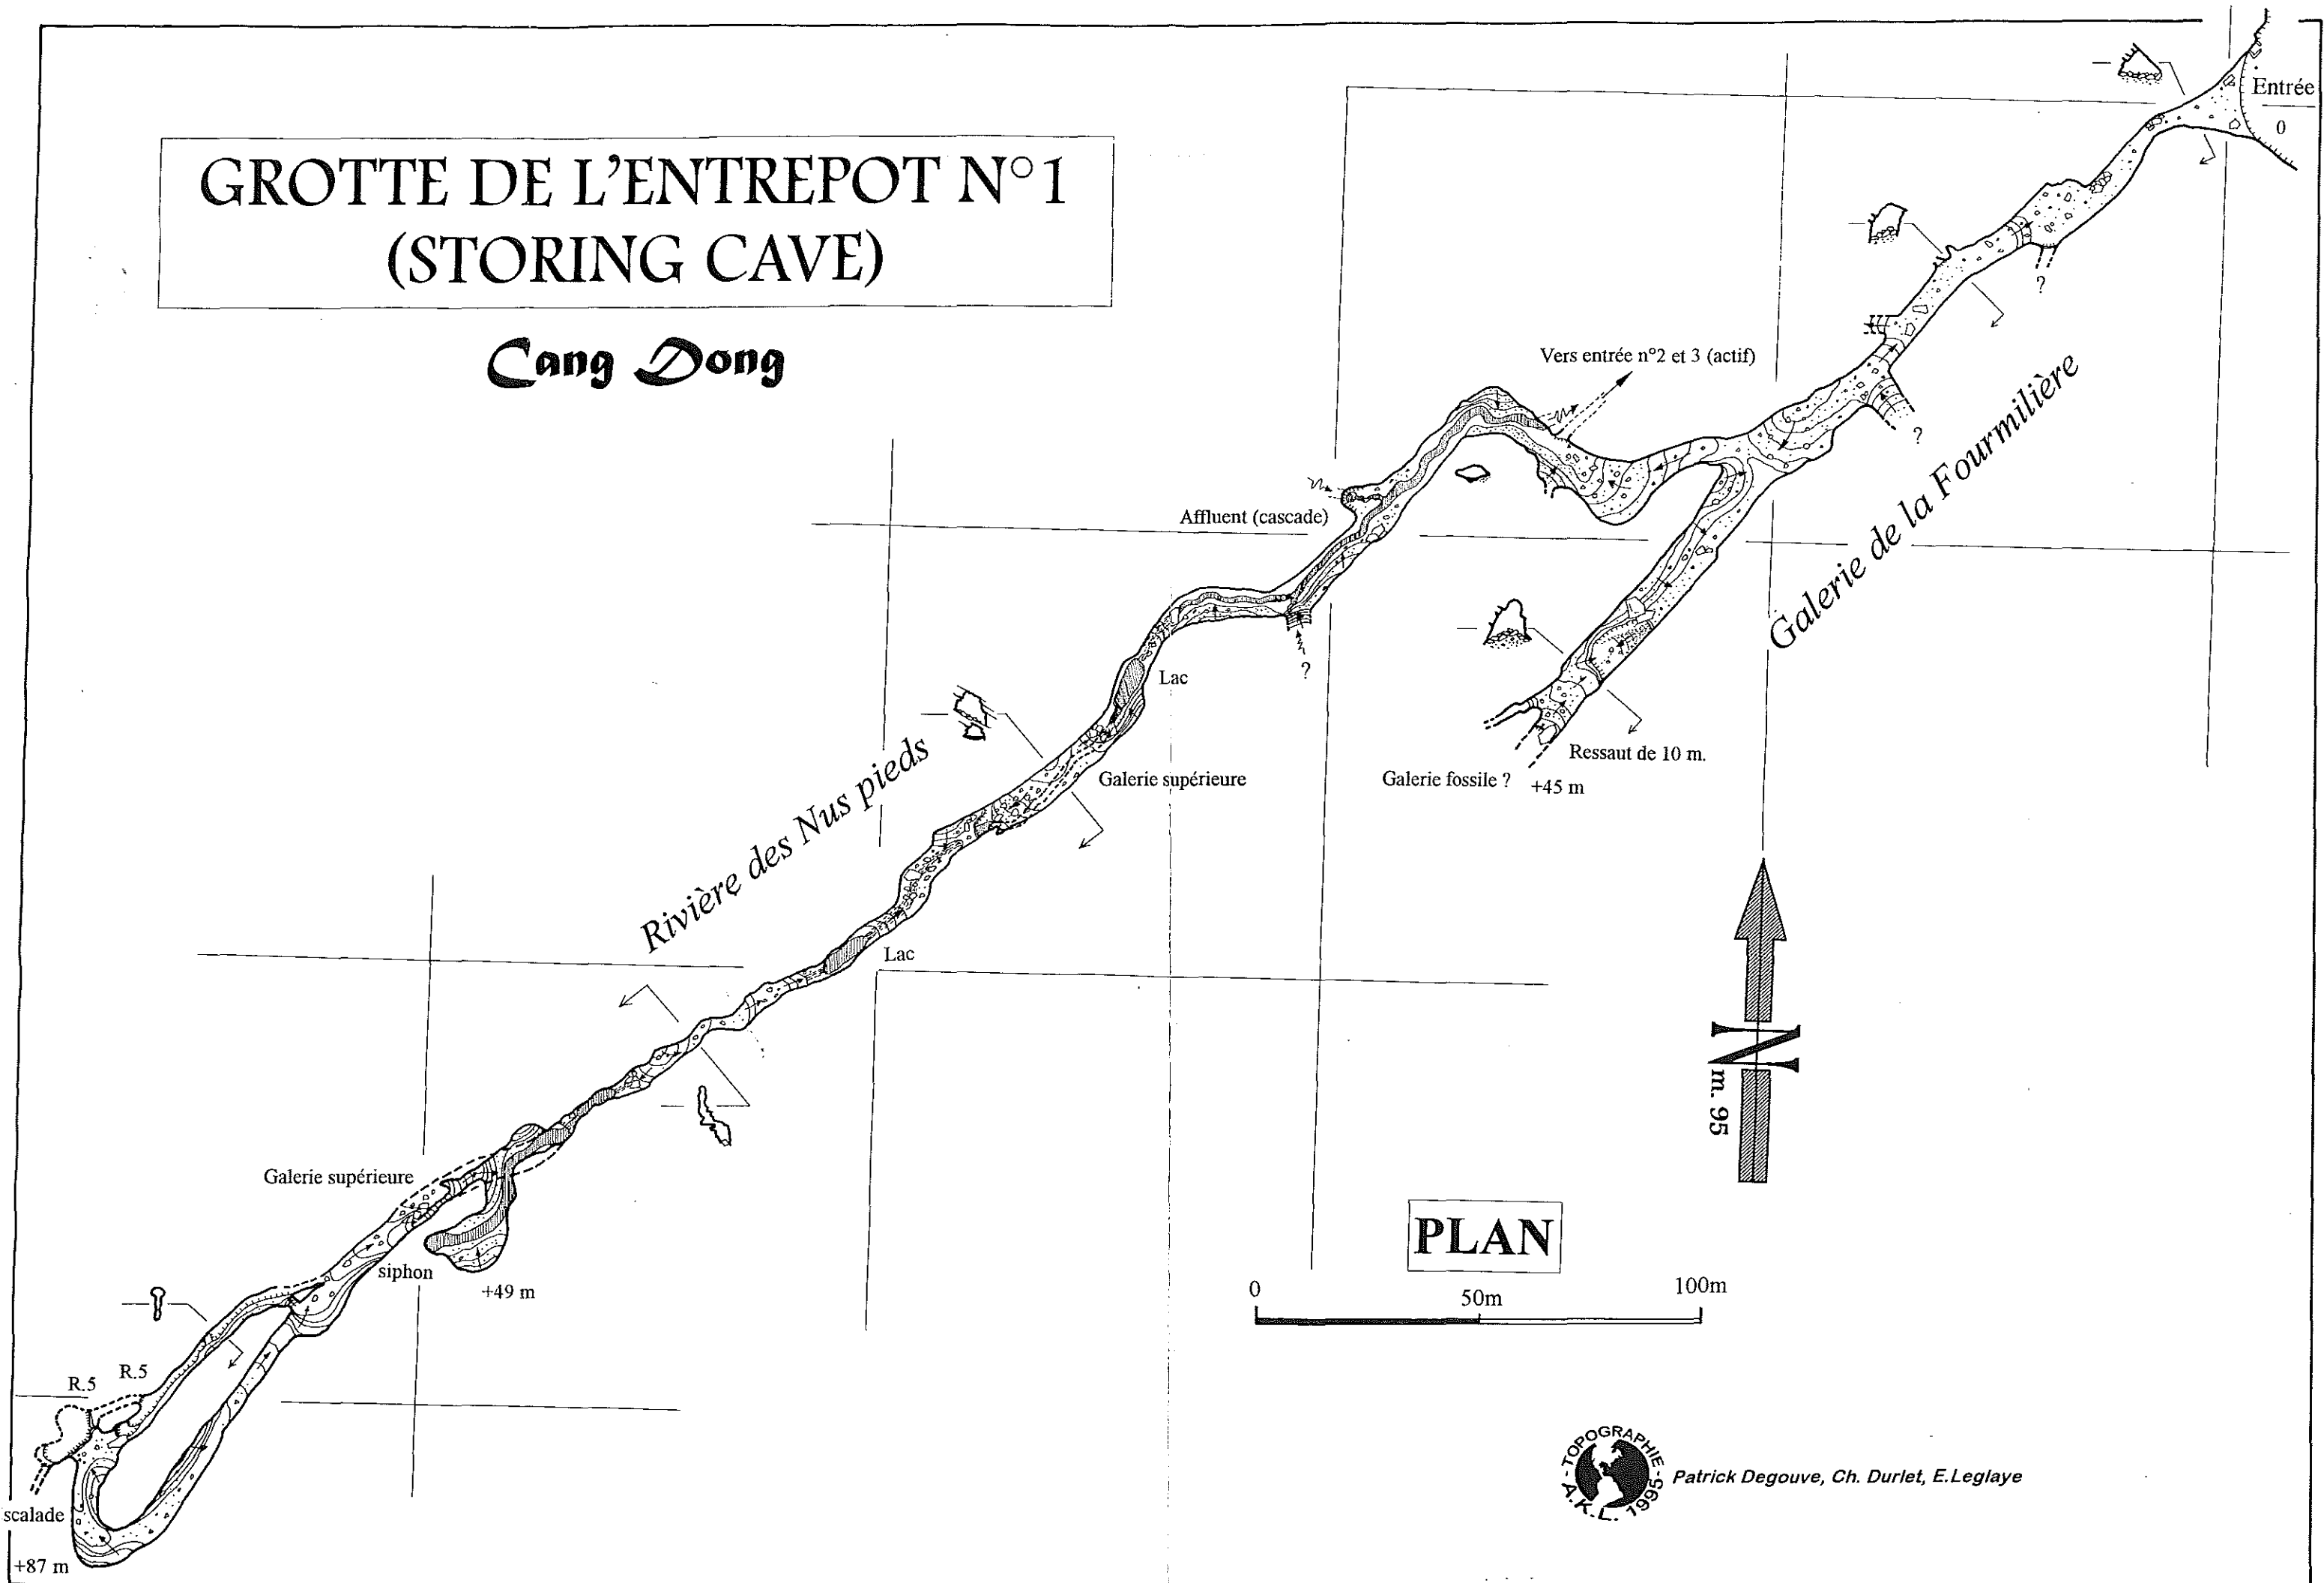 GROTTE DE L'ENTREPOT N°1
(STORING CAVE)
Cang Dong
Entrée
0
?
Vers entrée n°2 et 3 (actif)
?
Galerie de la Fourmilière
Affluent (cascade)
?
Lac
Ressaut de 10 m.
Galerie fossile ?
+45 m
Rivière des Nus pieds
Galerie supérieure
Lac
N
m. 95
Galerie supérieure
siphon
+49 m
PLAN
0
50m
100m
R.5
R.5
scalade
+87 m
- TOPOGRAPHIE -
A.K.L. 1995
Patrick Degouve, Ch. Durlet, E.Leglaye